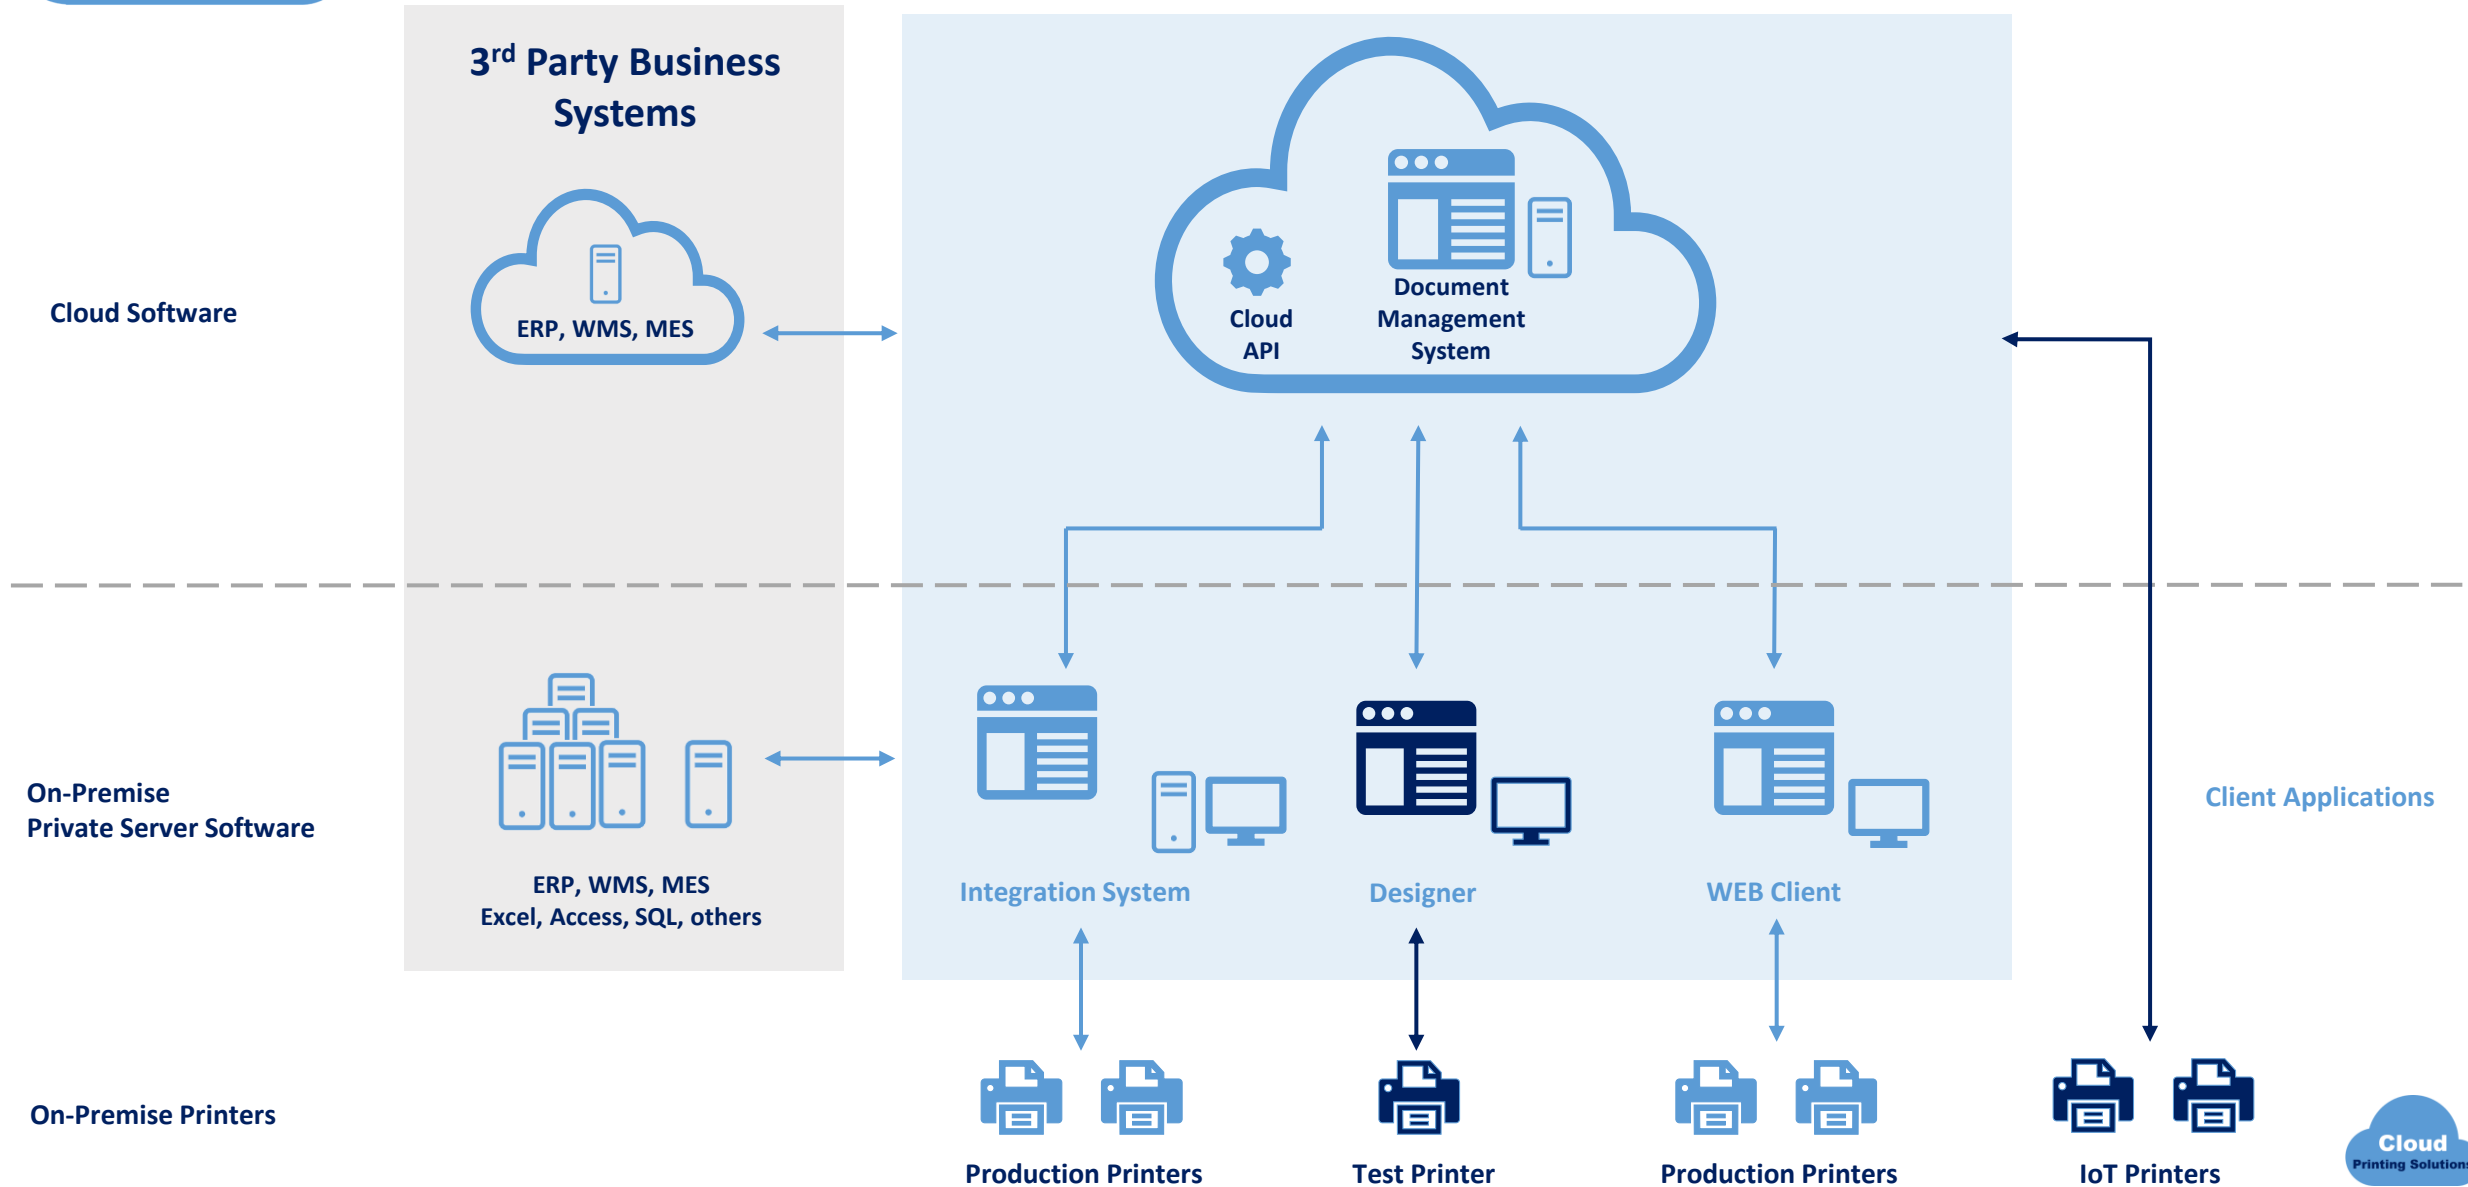 3rd Party Business
Systems
Cloud Software
ERP, WMS, MES
Cloud
API
Document
Management
System
On-Premise
Private Server Software
ERP, WMS, MES
Excel, Access, SQL, others
Integration System
Designer
WEB Client
Client Applications
On-Premise Printers
Production Printers
Test Printer
Production Printers
IoT Printers
Cloud
Printing Solutions